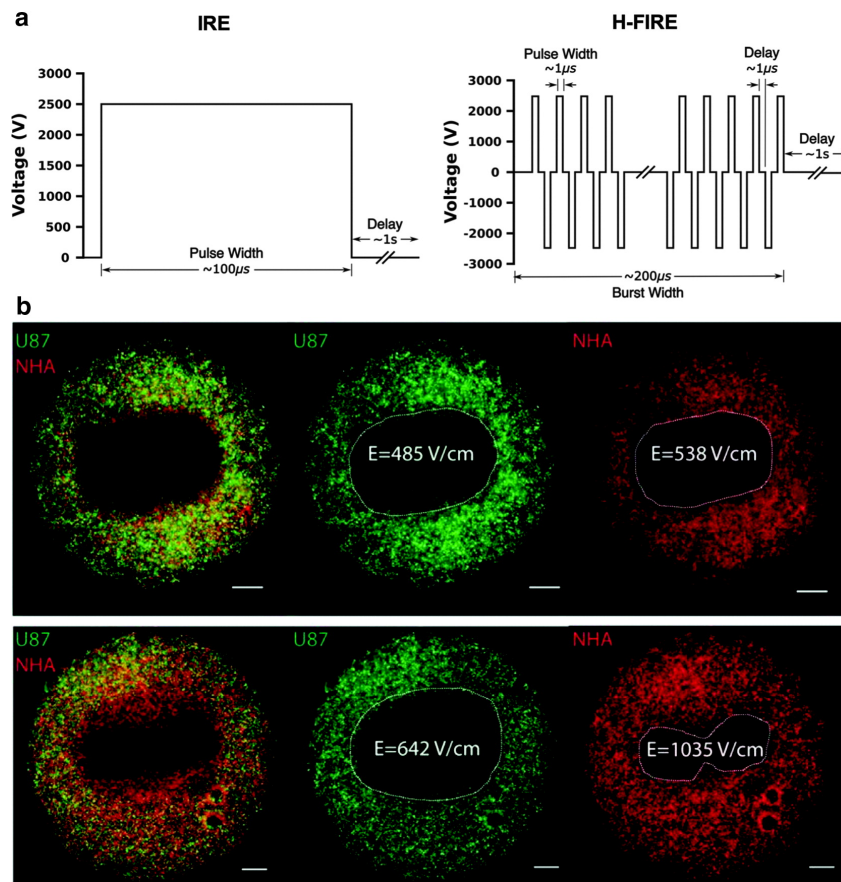 a
IRE
H-FIRE
Voltage (V)
3000
2500
2000
1500
1000
500
0
Pulse Width
~100µs
Delay
~1s
Voltage (V)
3000
2000
1000
0
-1000
-2000
-3000
Pulse Width
~1µs
Delay
~1µs
Delay
~1s
~200µs
Burst Width
b
U87
NHA
U87
E=485 V/cm
NHA
E=538 V/cm
U87
NHA
U87
E=642 V/cm
NHA
E=1035 V/cm